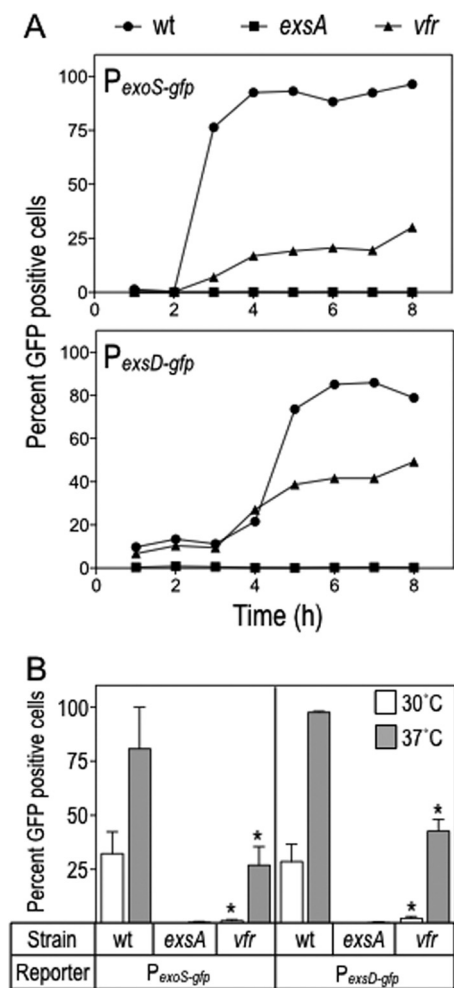 A
wt exsA vfr
PexoS-gfp
100
75
50
25
0
0 2 4 6 8
Percent GFP positive cells
PexsD-gfp
100
80
60
40
20
0
0 2 4 6 8
Time (h)
B
30˚C
37˚C
Percent GFP positive cells
100
75
50
25
* * * *
Strain wt exsA vfr wt exsA vfr
Reporter PexoS-gfp PexsD-gfp